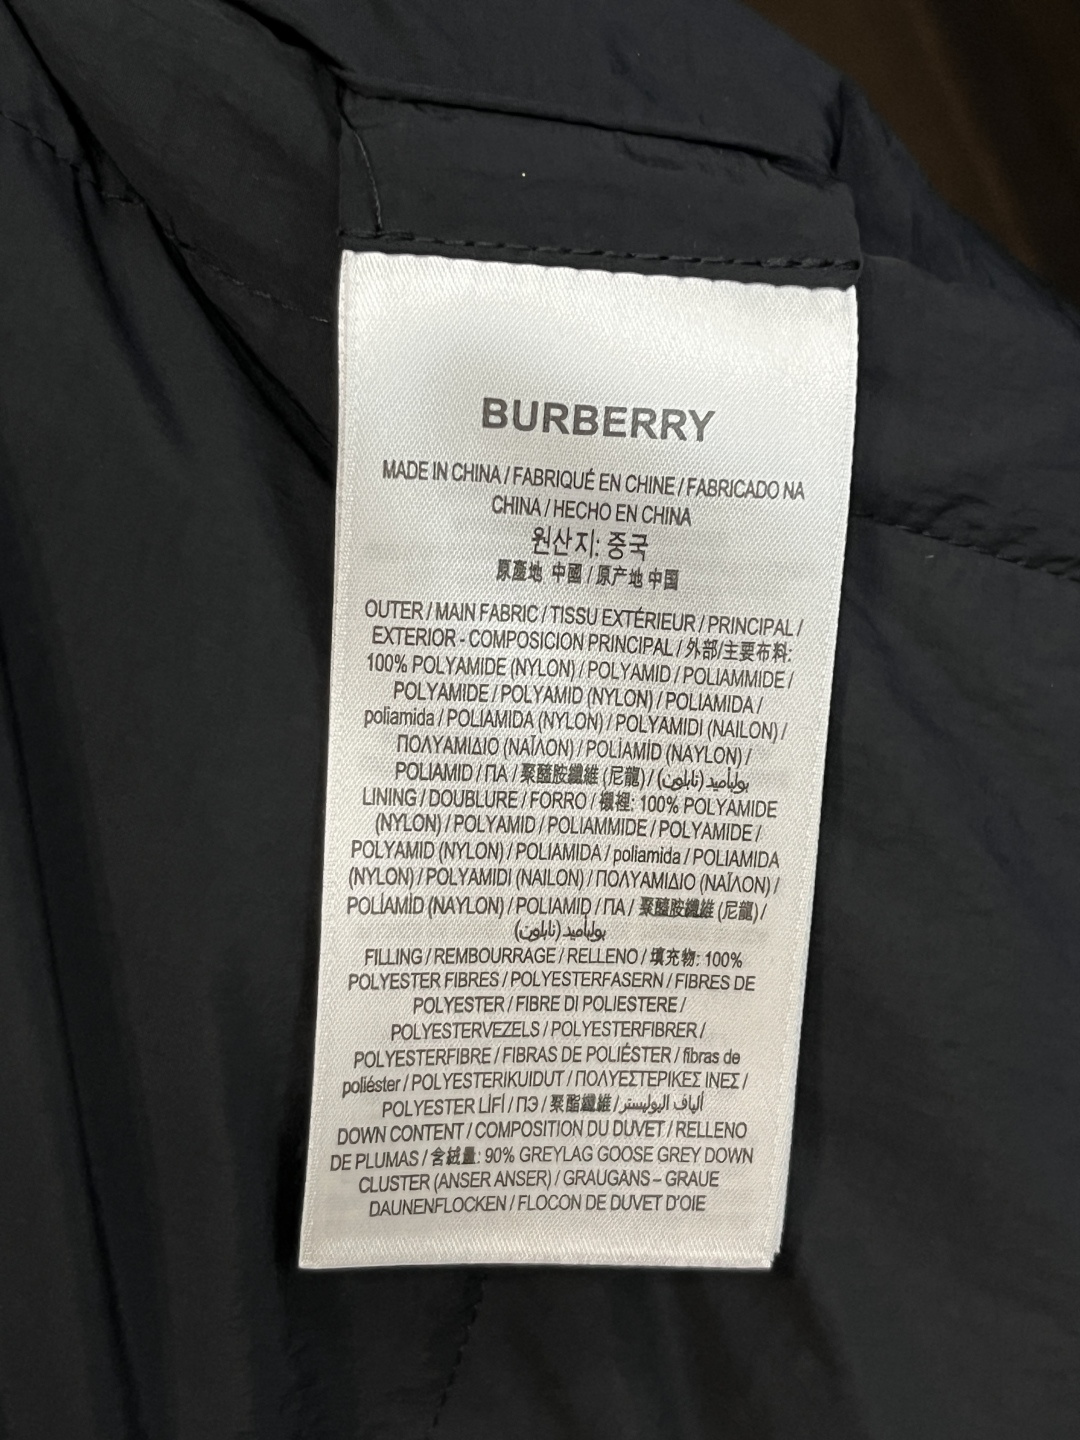 BURBERRY
MADE IN CHINA / FABRIQUÉ EN CHINE / FABRICADO NA
CHINA / HECHO EN CHINA
원산지: 중국
原產地 中國 / 原产地 中国
OUTER / MAIN FABRIC / TISSU EXTÉRIEUR / PRINCIPAL /
EXTERIOR - COMPOSICION PRINCIPAL / 外部/主要布料:
100% POLYAMIDE (NYLON) / POLYAMID / POLIAMMIDE /
POLYAMIDE / POLYAMID (NYLON) / POLIAMIDA /
poliamida / POLIAMIDA (NYLON) / POLYAMIDI (NAILON) /
ΠΟΛΥΑΜΙΔΙΟ (ΝΑΪΛΟΝ) / POLİAMİD (NAYLON) /
POLIAMID / ПА / 聚醯胺纖維 (尼龍) / بولياميد (نايلون)
LINING / DOUBLURE / FORRO / 襯裡: 100% POLYAMIDE
(NYLON) / POLYAMID / POLIAMMIDE / POLYAMIDE /
POLYAMID (NYLON) / POLIAMIDA / poliamida / POLIAMIDA
(NYLON) / POLYAMIDI (NAILON) / ΠΟΛΥΑΜΙΔΙΟ (ΝΑΪΛΟΝ) /
POLİAMİD (NAYLON) / POLIAMID / ПА / 聚醯胺纖維 (尼龍) /
بولياميد (نايلون)
FILLING / REMBOURRAGE / RELLENO / 填充物: 100%
POLYESTER FIBRES / POLYESTERFASERN / FIBRES DE
POLYESTER / FIBRE DI POLIESTERE /
POLYESTERVEZELS / POLYESTERFIBRER /
POLYESTERFIBRE / FIBRAS DE POLIÉSTER / fibras de
poliéster / POLYESTERIKUIDUT / ΠΟΛΥΕΣΤΕΡΙΚΕΣ ΙΝΕΣ /
POLYESTER LİFİ / ПЭ / 聚酯纖維 / ألياف البوليستر
DOWN CONTENT / COMPOSITION DU DUVET / RELLENO
DE PLUMAS / 含絨量: 90% GREYLAG GOOSE GREY DOWN
CLUSTER (ANSER ANSER) / GRAUGANS – GRAUE
DAUNENFLOCKEN / FLOCON DE DUVET D'OIE